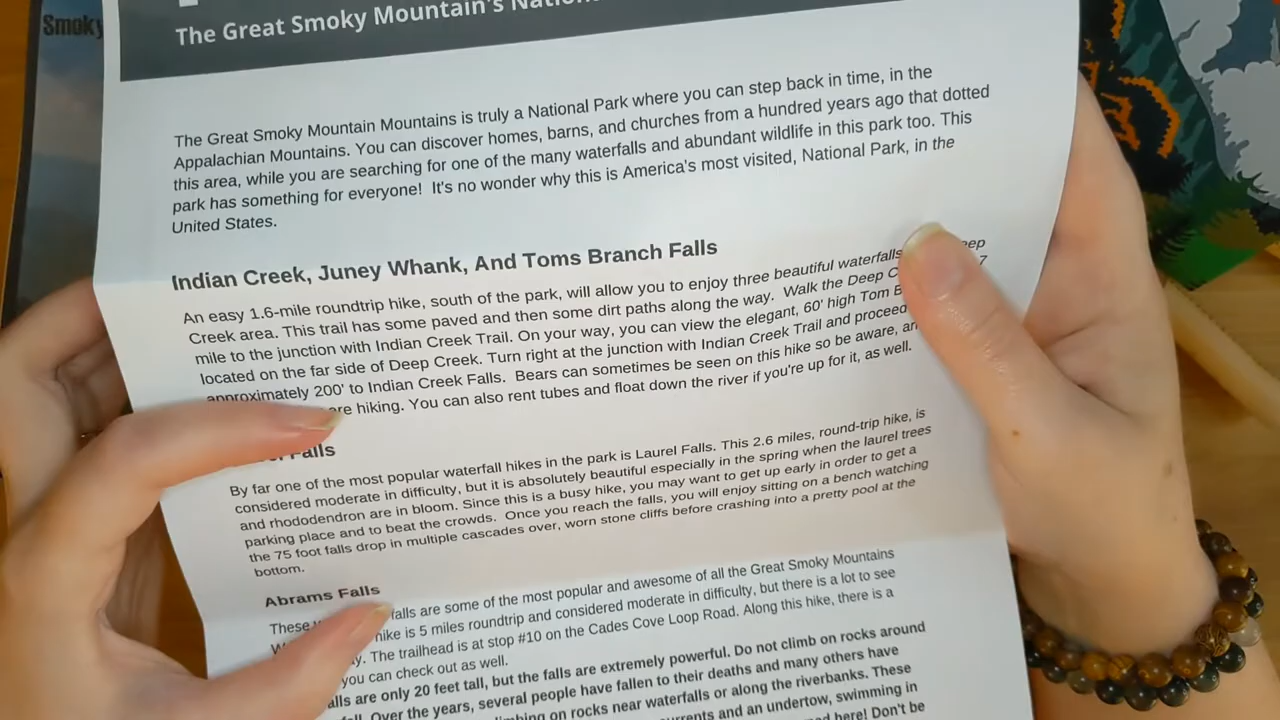 Smoky
The Great Smoky Mountain's
The Great Smoky Mountain Mountains is truly a National Park where you can step back in time, in the
Appalachian Mountains. You can discover homes, barns, and churches from a hundred years ago that dotted
this area, while you are searching for one of the many waterfalls and abundant wildlife in this park too. This
park has something for everyone! It's no wonder why this is America's most visited, National Park, in the
United States.
Indian Creek, Juney Whank, And Toms Branch Falls
An easy 1.6-mile roundtrip hike, south of the park, will allow you to enjoy three beautiful waterfalls
Creek area. This trail has some paved and then some dirt paths along the way. Walk the Deep 7
mile to the junction with Indian Creek Trail. On your way, you can view the elegant, 60' high Tom
located on the far side of Deep Creek. Turn right at the junction with Indian Creek Trail and proceed
approximately 200' to Indian Creek Falls. Bears can sometimes be seen on this hike so be aware,
hiking. You can also rent tubes and float down the river if you're up for it, as well.
Falls
By far one of the most popular waterfall hikes in the park is Laurel Falls. This 2.6 miles, round-trip hike, is
considered moderate in difficulty, but it is absolutely beautiful especially in the spring when the laurel trees
and rhododendron are in bloom. Since this is a busy hike, you may want to get up early in order to get a
parking place and to beat the crowds. Once you reach the falls, you will enjoy sitting on a bench watching
the 75 foot falls drop in multiple cascades over, worn stone cliffs before crashing into a pretty pool at the
bottom.
Abrams Falls
These falls are some of the most popular and awesome of all the Great Smoky Mountains
hike is 5 miles roundtrip and considered moderate in difficulty, but there is a lot to see
The trailhead is at stop #10 on the Cades Cove Loop Road. Along this hike, there is a
you can check out as well.
are only 20 feet tall, but the falls are extremely powerful. Do not climb on rocks around
Over the years, several people have fallen to their deaths and many others have
on rocks near waterfalls or along the riverbanks. These
and an undertow, swimming in
here! Don't be